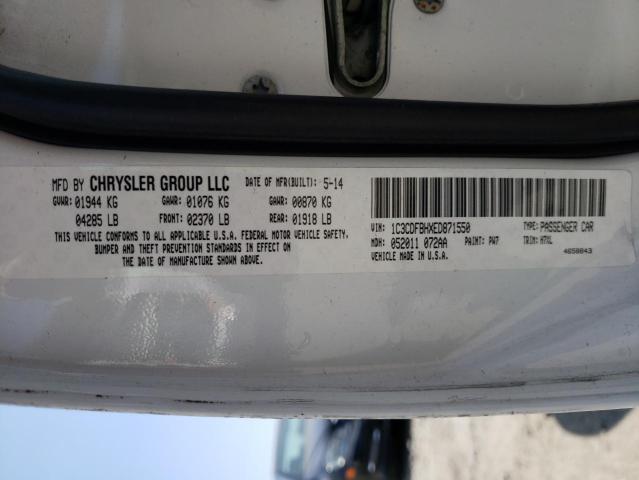 MFD BY CHRYSLER GROUP LLC DATE OF MFR(BUILT): 5-14
GVWR: 01944 KG GAWR: 01076 KG GAWR: 00870 KG
04285 LB FRONT: 02370 LB REAR: 01918 LB
THIS VEHICLE CONFORMS TO ALL APPLICABLE FEDERAL MOTOR VEHICLE SAFETY,
BUMPER AND THEFT PREVENTION STANDARDS IN EFFECT ON
THE DATE OF MANUFACTURE SHOWN ABOVE.
VIN: 1C3CDFBHXED871550 TYPE: PASSENGER CAR
MDH: 052011 072AA PAINT: PW7 TRIM: H7XL
VEHICLE MADE IN U.S.A. 4658843